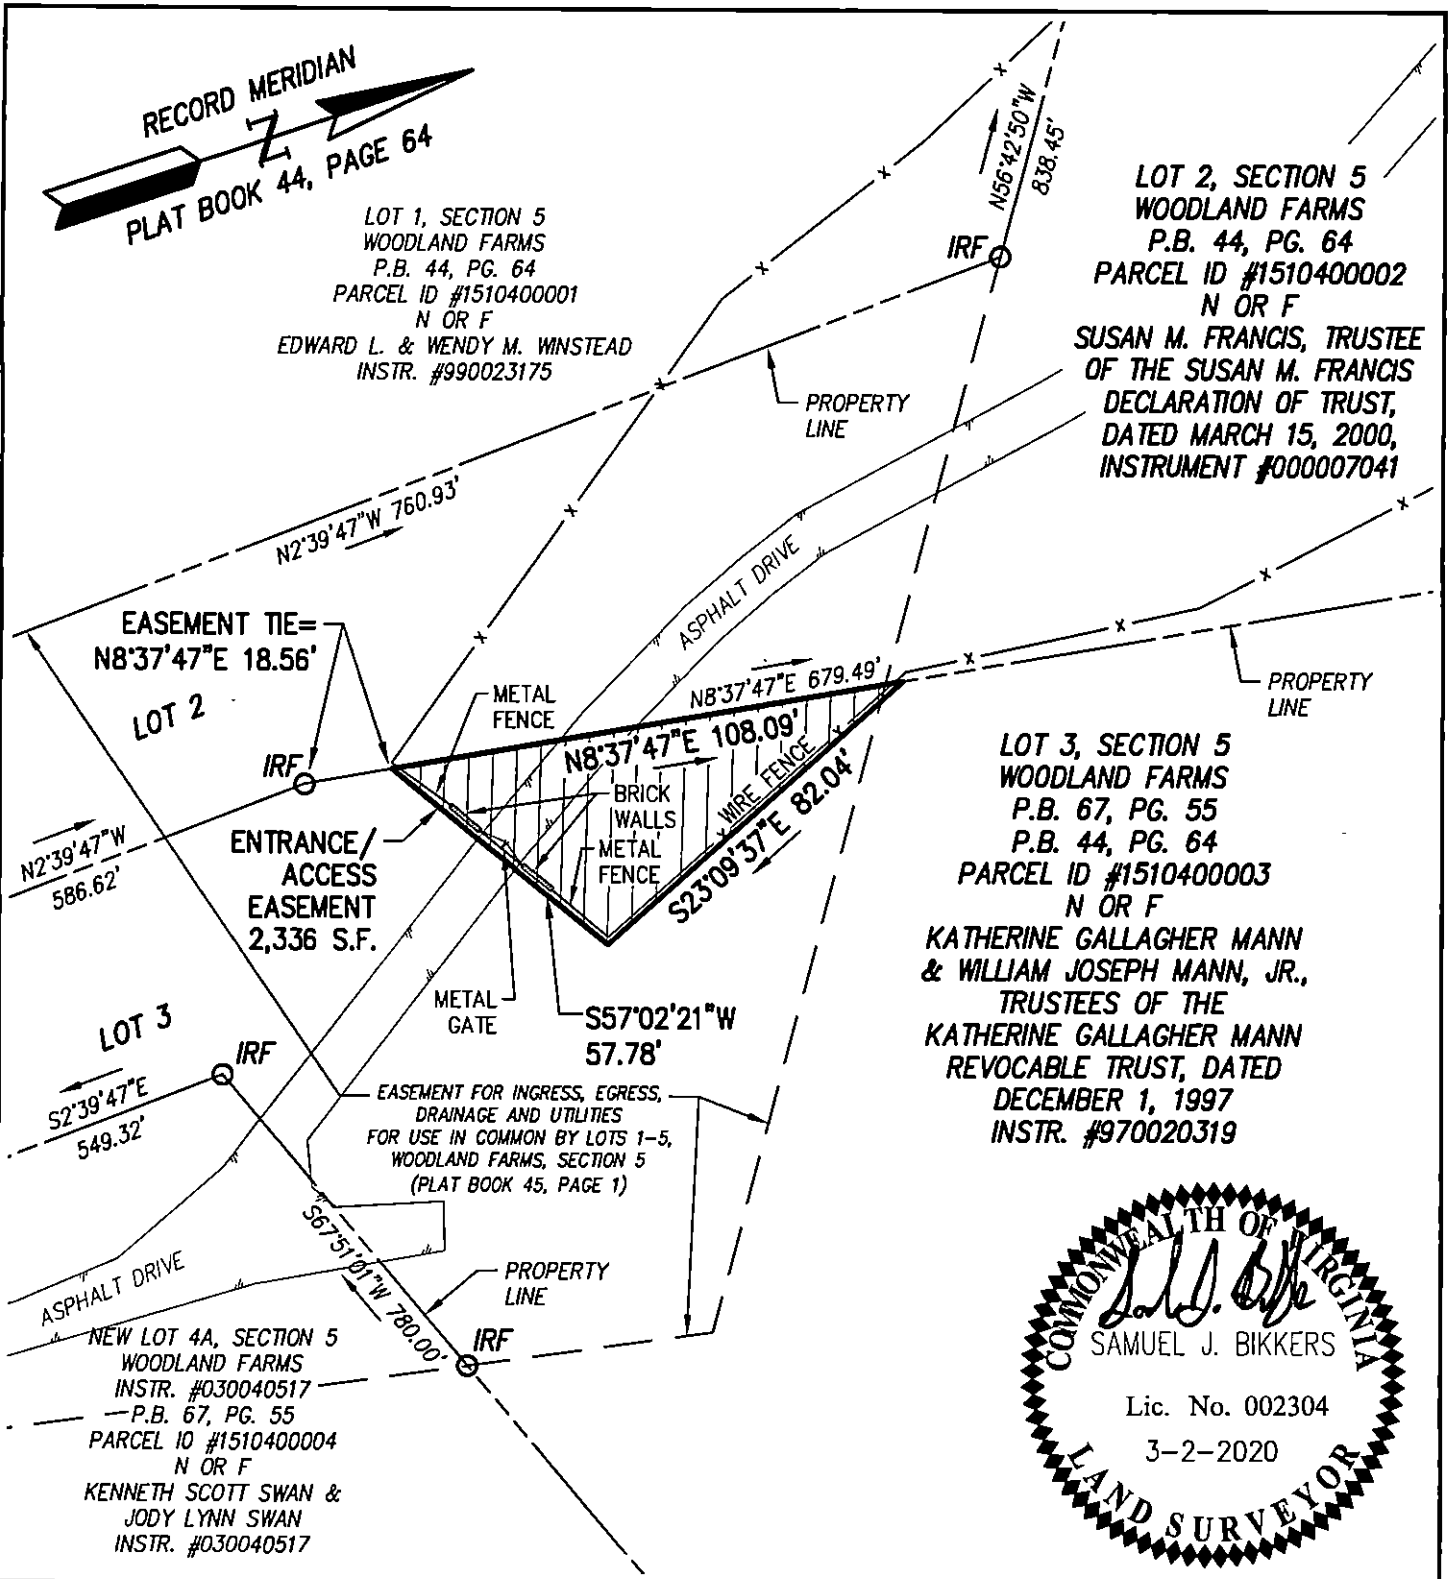 RECORD MERIDIAN
PLAT BOOK 44, PAGE 64
LOT 1, SECTION 5
WOODLAND FARMS
P.B. 44, PG. 64
PARCEL ID #1510400001
N OR F
EDWARD L. & WENDY M. WINSTEAD
INSTR. #990023175
N56°42'50"W
838.45'
IRF
LOT 2, SECTION 5
WOODLAND FARMS
P.B. 44, PG. 64
PARCEL ID #1510400002
N OR F
SUSAN M. FRANCIS, TRUSTEE
OF THE SUSAN M. FRANCIS
DECLARATION OF TRUST,
DATED MARCH 15, 2000,
INSTRUMENT #000007041
PROPERTY
LINE
N2°39'47"W 760.93'
ASPHALT DRIVE
EASEMENT TIE=
N8°37'47"E 18.56'
LOT 2
METAL
FENCE
N8°37'47"E 679.49'
N8°37'47"E 108.09'
PROPERTY
LINE
IRF
BRICK
WALLS
WIRE FENCE
METAL
FENCE
S23°09'37"E 82.04'
N2°39'47"W
586.62'
ENTRANCE/
ACCESS
EASEMENT
2,336 S.F.
LOT 3, SECTION 5
WOODLAND FARMS
P.B. 67, PG. 55
P.B. 44, PG. 64
PARCEL ID #1510400003
N OR F
KATHERINE GALLAGHER MANN
& WILLIAM JOSEPH MANN, JR.,
TRUSTEES OF THE
KATHERINE GALLAGHER MANN
REVOCABLE TRUST, DATED
DECEMBER 1, 1997
INSTR. #970020319
METAL
GATE
S57°02'21"W
57.78'
LOT 3
IRF
S2°39'47"E
549.32'
EASEMENT FOR INGRESS, EGRESS,
DRAINAGE AND UTILITIES
FOR USE IN COMMON BY LOTS 1-5,
WOODLAND FARMS, SECTION 5
(PLAT BOOK 45, PAGE 1)
S67°51'01"W 780.00'
ASPHALT DRIVE
PROPERTY
LINE
IRF
NEW LOT 4A, SECTION 5
WOODLAND FARMS
INSTR. #030040517
P.B. 67, PG. 55
PARCEL ID #1510400004
N OR F
KENNETH SCOTT SWAN &
JODY LYNN SWAN
INSTR. #030040517
COMMONWEALTH OF VIRGINIA
SAMUEL J. BIKKERS
Lic. No. 002304
3-2-2020
LAND SURVEYOR